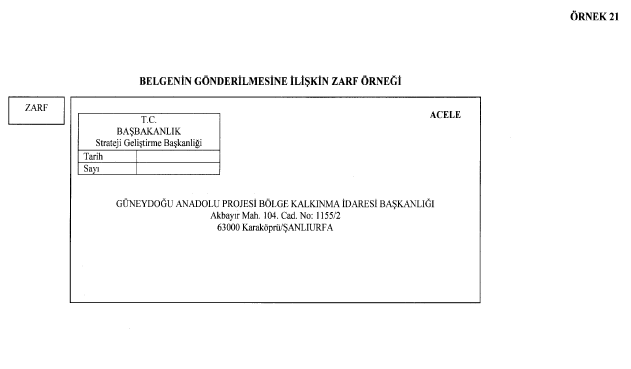 ÖRNEK 21
BELGENİN GÖNDERİLMESİNE İLİŞKİN ZARF ÖRNEĞİ
ZARF
ACELE
T.C.
BAŞBAKANLIK
Strateji Geliştirme Başkanliği
Tarih
Sayı
GÜNEYDOĞU ANADOLU PROJESİ BÖLGE KALKINMA İDARESİ BAŞKANLIĞI
Akbayır Mah. 104. Cad. No: 1155/2
63000 Karaköprü/ŞANLIURFA